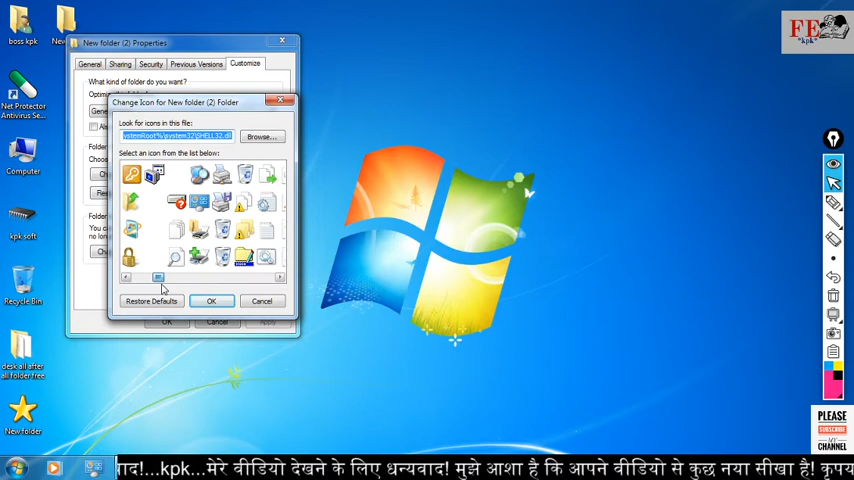 boss kpk
New
Net Protector
Antivirus Se...
Computer
kpk soft
Recycle Bin
desk all after
all folder free
New folder
New folder (2) Properties
General
Sharing
Security
Previous Versions
Customize
What kind of folder do you want?
Change Icon for New folder (2) Folder
Look for icons in this file:
ystemRoot%\system32\SHELL32.dll
Browse...
Select an icon from the list below:
Restore Defaults
OK
Cancel
FE
*kpk*
PLEASE
SUBSCRIBE
MY
CHANNEL
वाद!...kpk...मेरे वीडियो देखने के लिए धन्यवाद! मुझे आशा है कि आपने वीडियो से कुछ नया सीखा है! कृपय